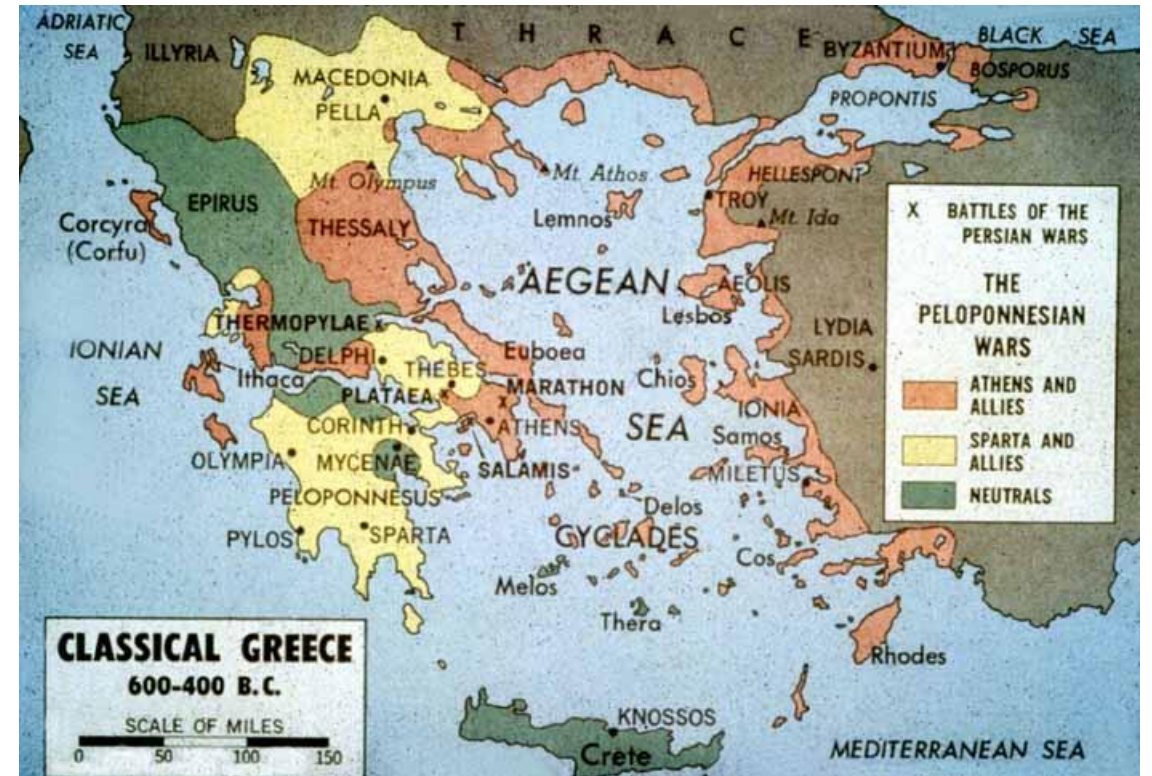 ADRIATIC
SEA
ILLYRIA
T H R A C E
BYZANTIUM
BLACK SEA
BOSPORUS
MACEDONIA
PELLA
PROPONTIS
Mt. Olympus
Mt. Athos
HELLESPONT
EPIRUS
TROY
Mt. Ida
Corcyra
(Corfu)
THESSALY
Lemnos
AEGEAN
AEOLIS
Lesbos
THERMOPYLAE x
LYDIA
IONIAN
SEA
DELPHI
Euboea
SARDIS
Ithaca
THEBES
Chios
PLATAEA x
MARATHON
x
IONIA
CORINTH
ATHENS
SEA
Samos
OLYMPIA
MYCENAE
SALAMIS
MILETUS
PELOPONNESUS
Delos
PYLOS
SPARTA
CYCLADES
Cos
Melos
Thera
Rhodes
KNOSSOS
Crete
MEDITERRANEAN SEA
X BATTLES OF THE
PERSIAN WARS
THE
PELOPONNESIAN
WARS
ATHENS AND
ALLIES
SPARTA AND
ALLIES
NEUTRALS
CLASSICAL GREECE
600-400 B.C.
SCALE OF MILES
0 50 100 150